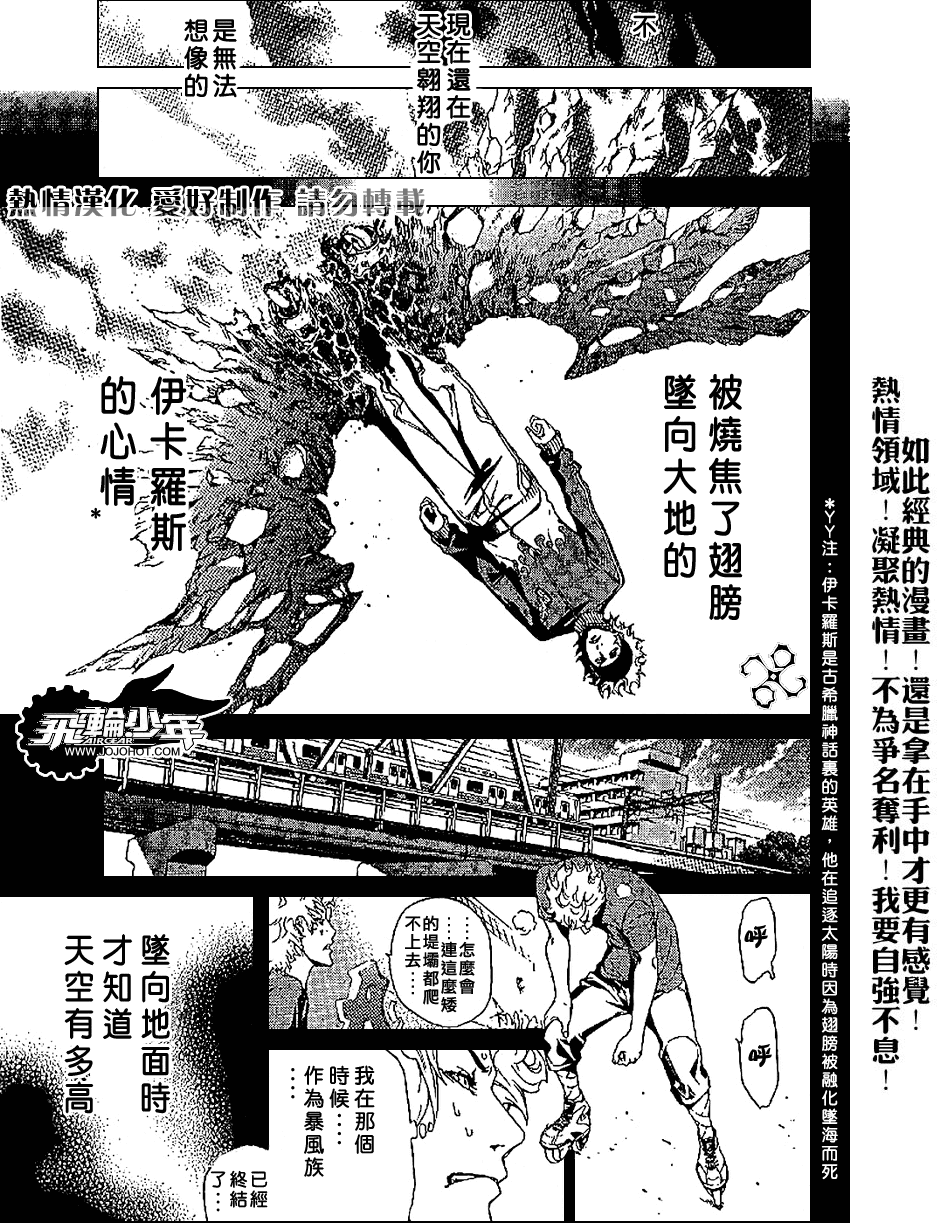 不
現在還在
天空翱翔的你
是無法
想像的
熱情漢化 愛好制作 請勿轉載
被燒焦了翅膀
墜向大地的
伊卡羅斯
的心情
*
飛輪少年
AIRGEAR
WWW.JOJOHOT.COM
呼
呼
…怎麼會
…連這麼矮
的堤壩都爬
不上去…
我在那個
時候…
作為暴風族
…
已經
終結
了…
墜向地面時
才知道
天空有多高
*丫丫注：伊卡羅斯是古希臘神話裏的英雄，他在追逐太陽時因為翅膀被融化墜海而死
如此經典的漫畫！還是拿在手中才更有感覺！
熱情領域！凝聚熱情！不為爭名奪利！我要自強不息！